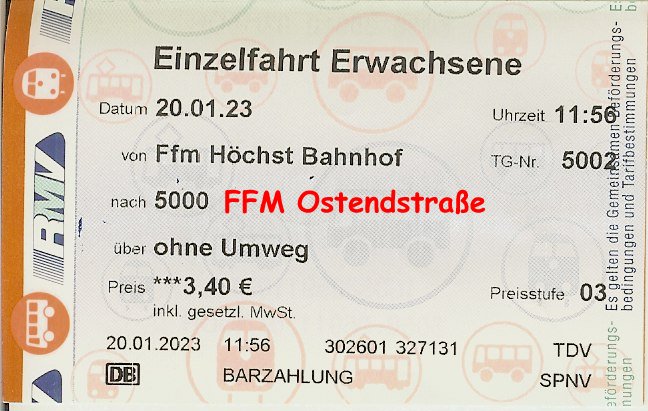 Einzelfahrt Erwachsene
Datum 20.01.23 Uhrzeit 11:56
von Ffm Höchst Bahnhof TG-Nr. 5002
nach 5000 FFM Ostendstraße
über ohne Umweg
Preis ***3,40 € Preisstufe 03
inkl. gesetzl. MwSt.
20.01.2023 11:56 302601 327131 TDV
DB BARZAHLUNG SPNV
RMV
Es gelten die Gemeinsamen Beförderungs-
bedingungen und Tarifbestimmungen